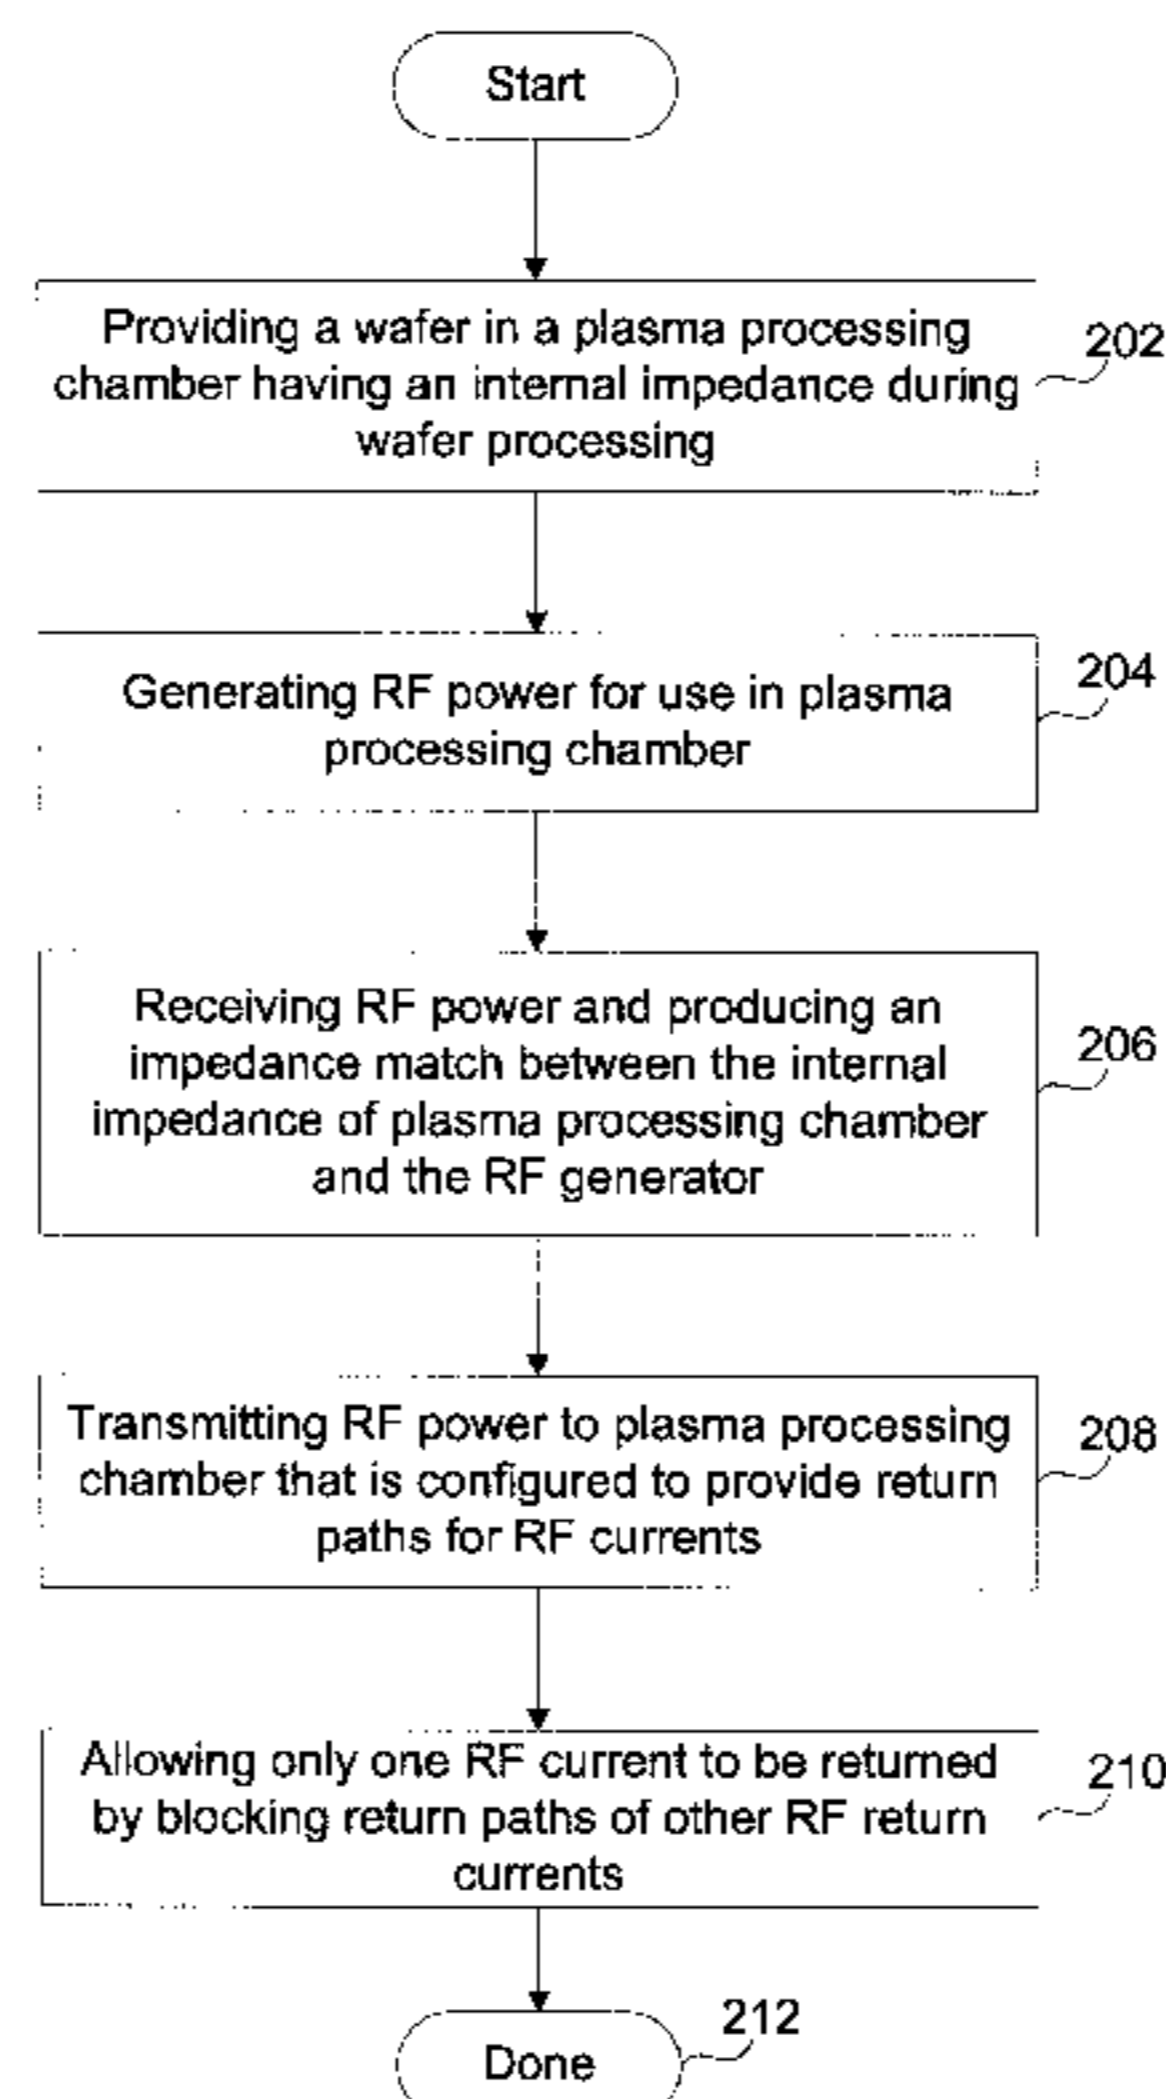 Start
Providing a wafer in a plasma processing
chamber having an internal impedance during
wafer processing
202
Generating RF power for use in plasma
processing chamber
204
Receiving RF power and producing an
impedance match between the internal
impedance of plasma processing chamber
and the RF generator
206
Transmitting RF power to plasma processing
chamber that is configured to provide return
paths for RF currents
208
Allowing only one RF current to be returned
by blocking return paths of other RF return
currents
210
Done
212